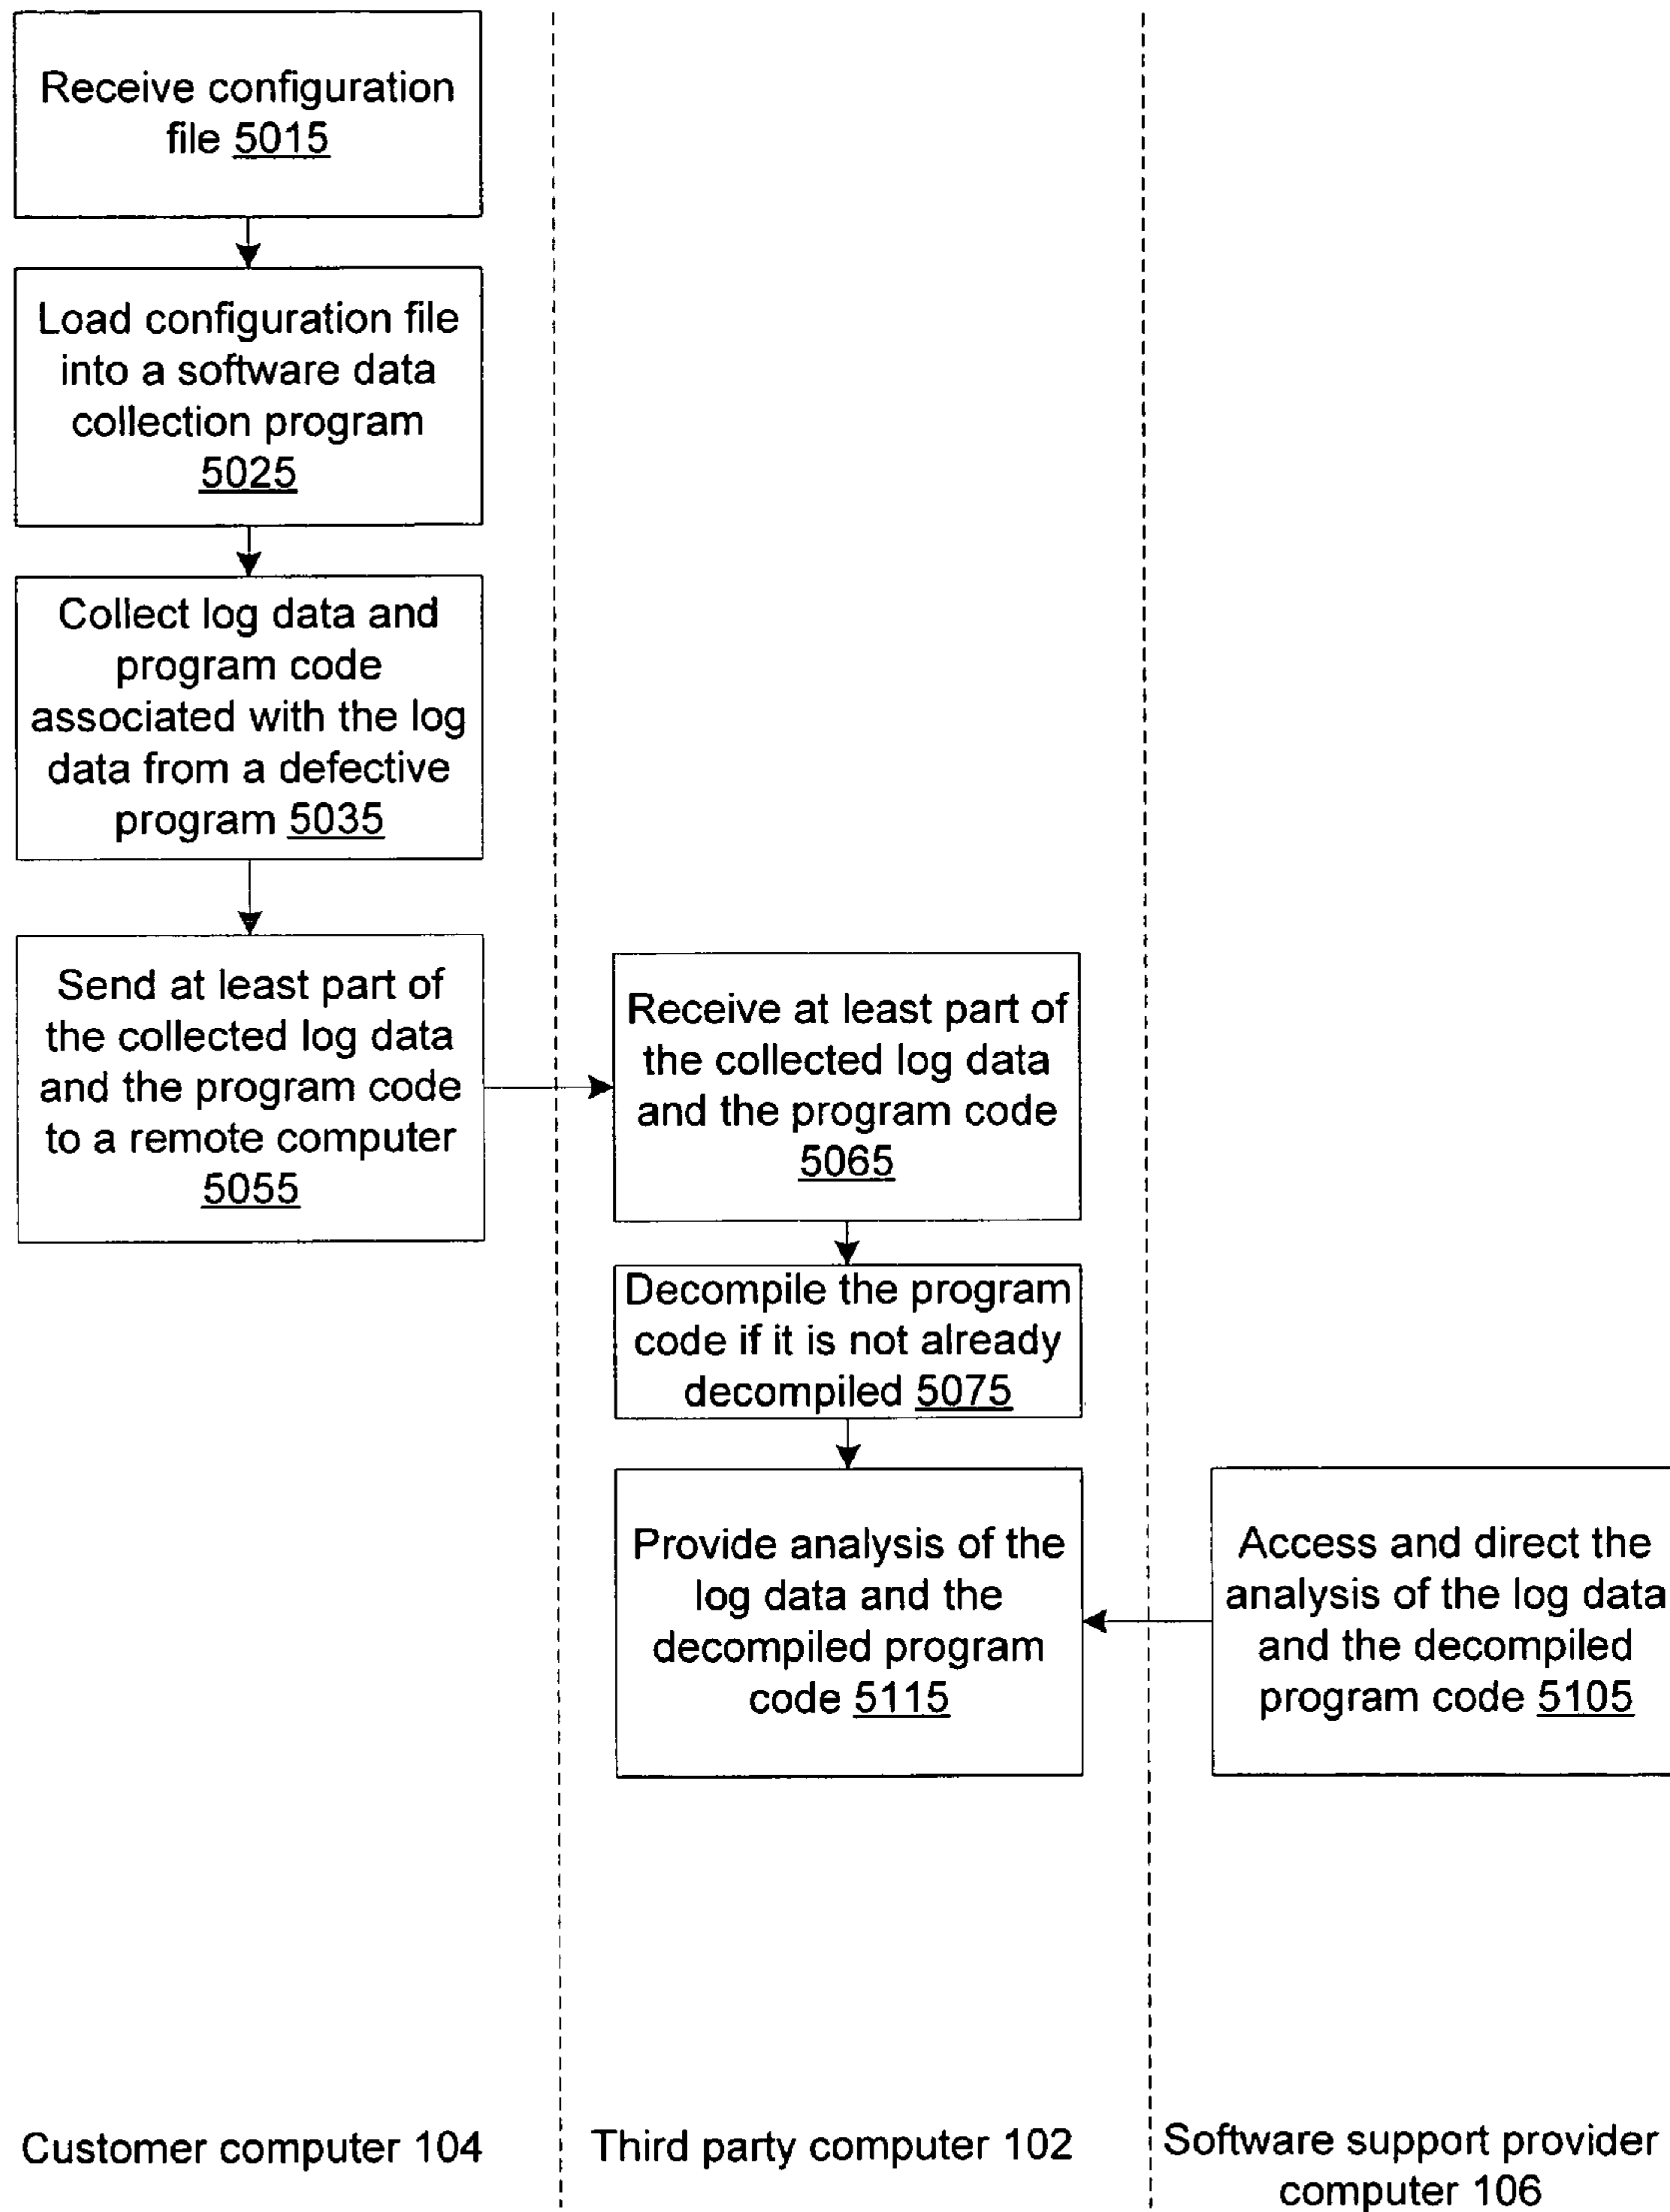 Receive configuration
file 5015
Load configuration file
into a software data
collection program
5025
Collect log data and
program code
associated with the log
data from a defective
program 5035
Send at least part of
the collected log data
and the program code
to a remote computer
5055
Receive at least part of
the collected log data
and the program code
5065
Decompile the program
code if it is not already
decompiled 5075
Provide analysis of the
log data and the
decompiled program
code 5115
Access and direct the
analysis of the log data
and the decompiled
program code 5105
Customer computer 104
Third party computer 102
Software support provider
computer 106